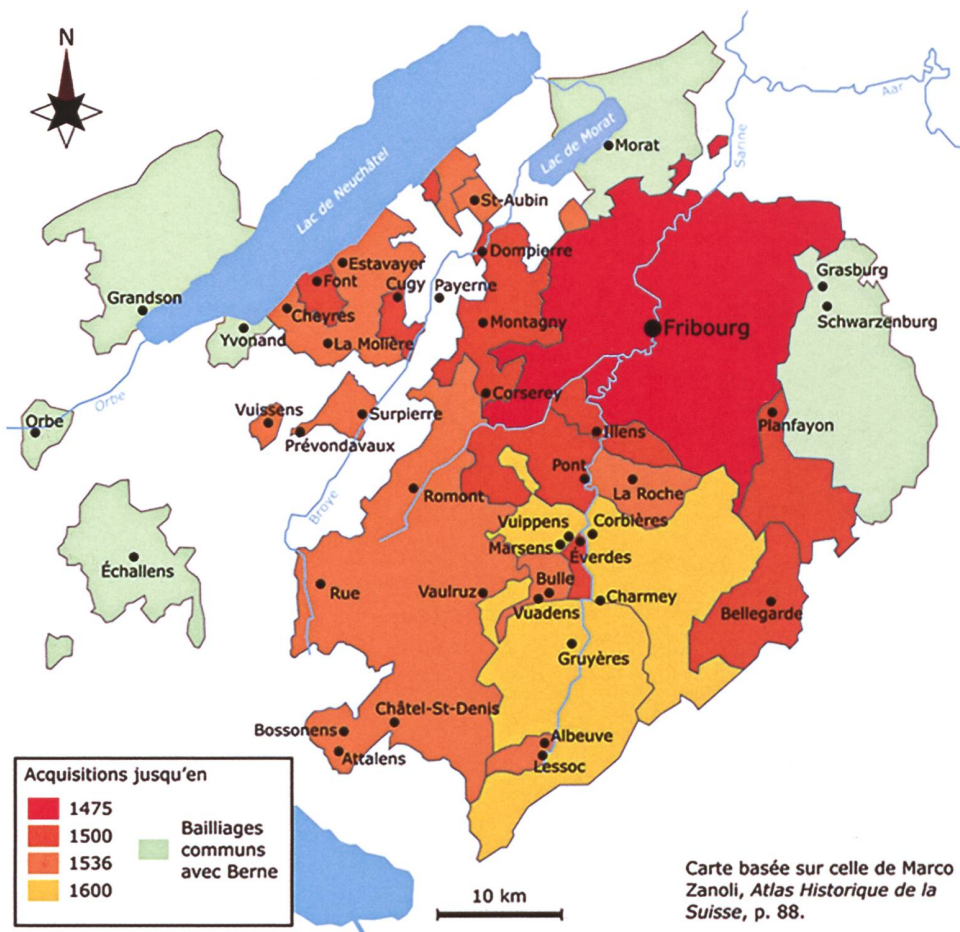 N
Aar
Sarine
Lac de Morat
Morat
Lac de Neuchâtel
St-Aubin
Dompierre
Grasburg
Schwarzenburg
Estavayer
Font
Cugy
Payerne
Grandson
Cheyres
Montagny
Fribourg
Yvonand
La Molière
Orbe
Corserey
Vuissens
Surpierre
Planfayon
Orbe
Prévondavaux
Illens
Pont
La Roche
Romont
Broye
Vuippens
Corbières
Marsens
Éverdes
Échallens
Rue
Vaulruz
Bulle
Vuadens
Charmey
Bellegarde
Gruyères
Châtel-St-Denis
Bossonens
Attalens
Albeuve
Lessoc
Acquisitions jusqu'en
1475
1500
1536
1600
Bailliages
communs
avec Berne
10 km
Carte basée sur celle de Marco
Zanoli, Atlas Historique de la
Suisse, p. 88.